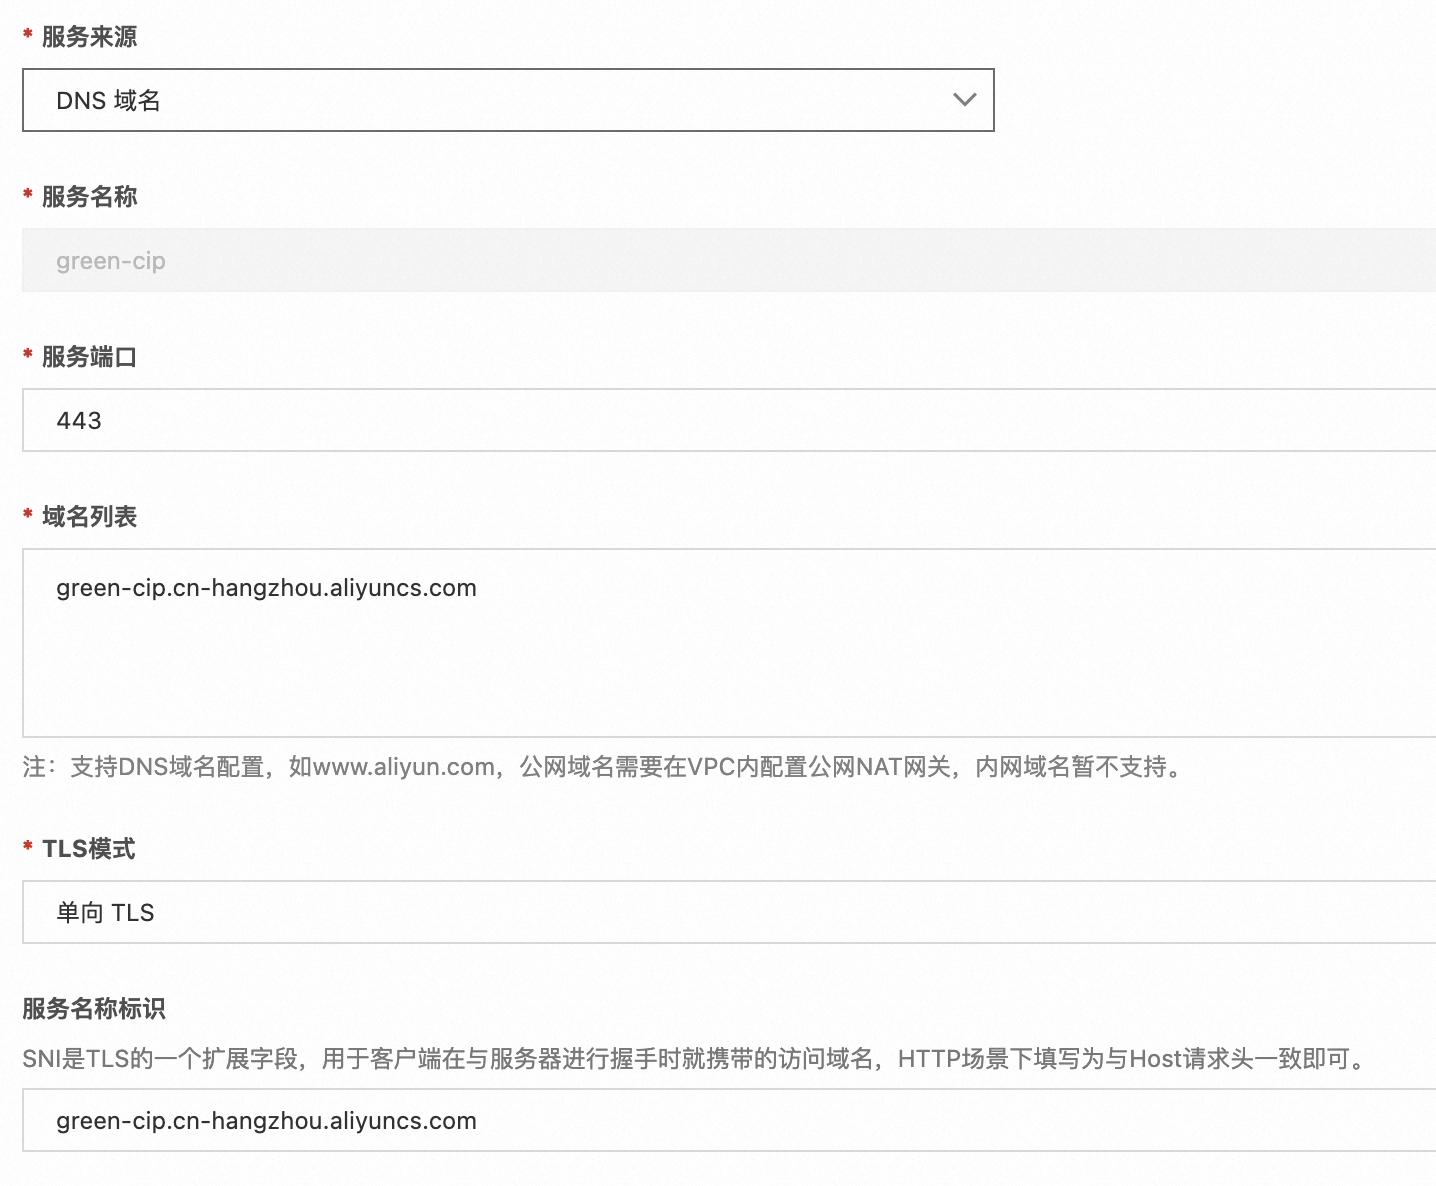 * 服务来源
DNS 域名
* 服务名称
green-cip
* 服务端口
443
* 域名列表
green-cip.cn-hangzhou.aliyuncs.com
注：支持DNS域名配置，如www.aliyun.com，公网域名需要在VPC内配置公网NAT网关，内网域名暂不支持。
* TLS模式
单向 TLS
服务名称标识
SNI是TLS的一个扩展字段，用于客户端在与服务器进行握手时就携带的访问域名，HTTP场景下填写为与Host请求头一致即可。
green-cip.cn-hangzhou.aliyuncs.com